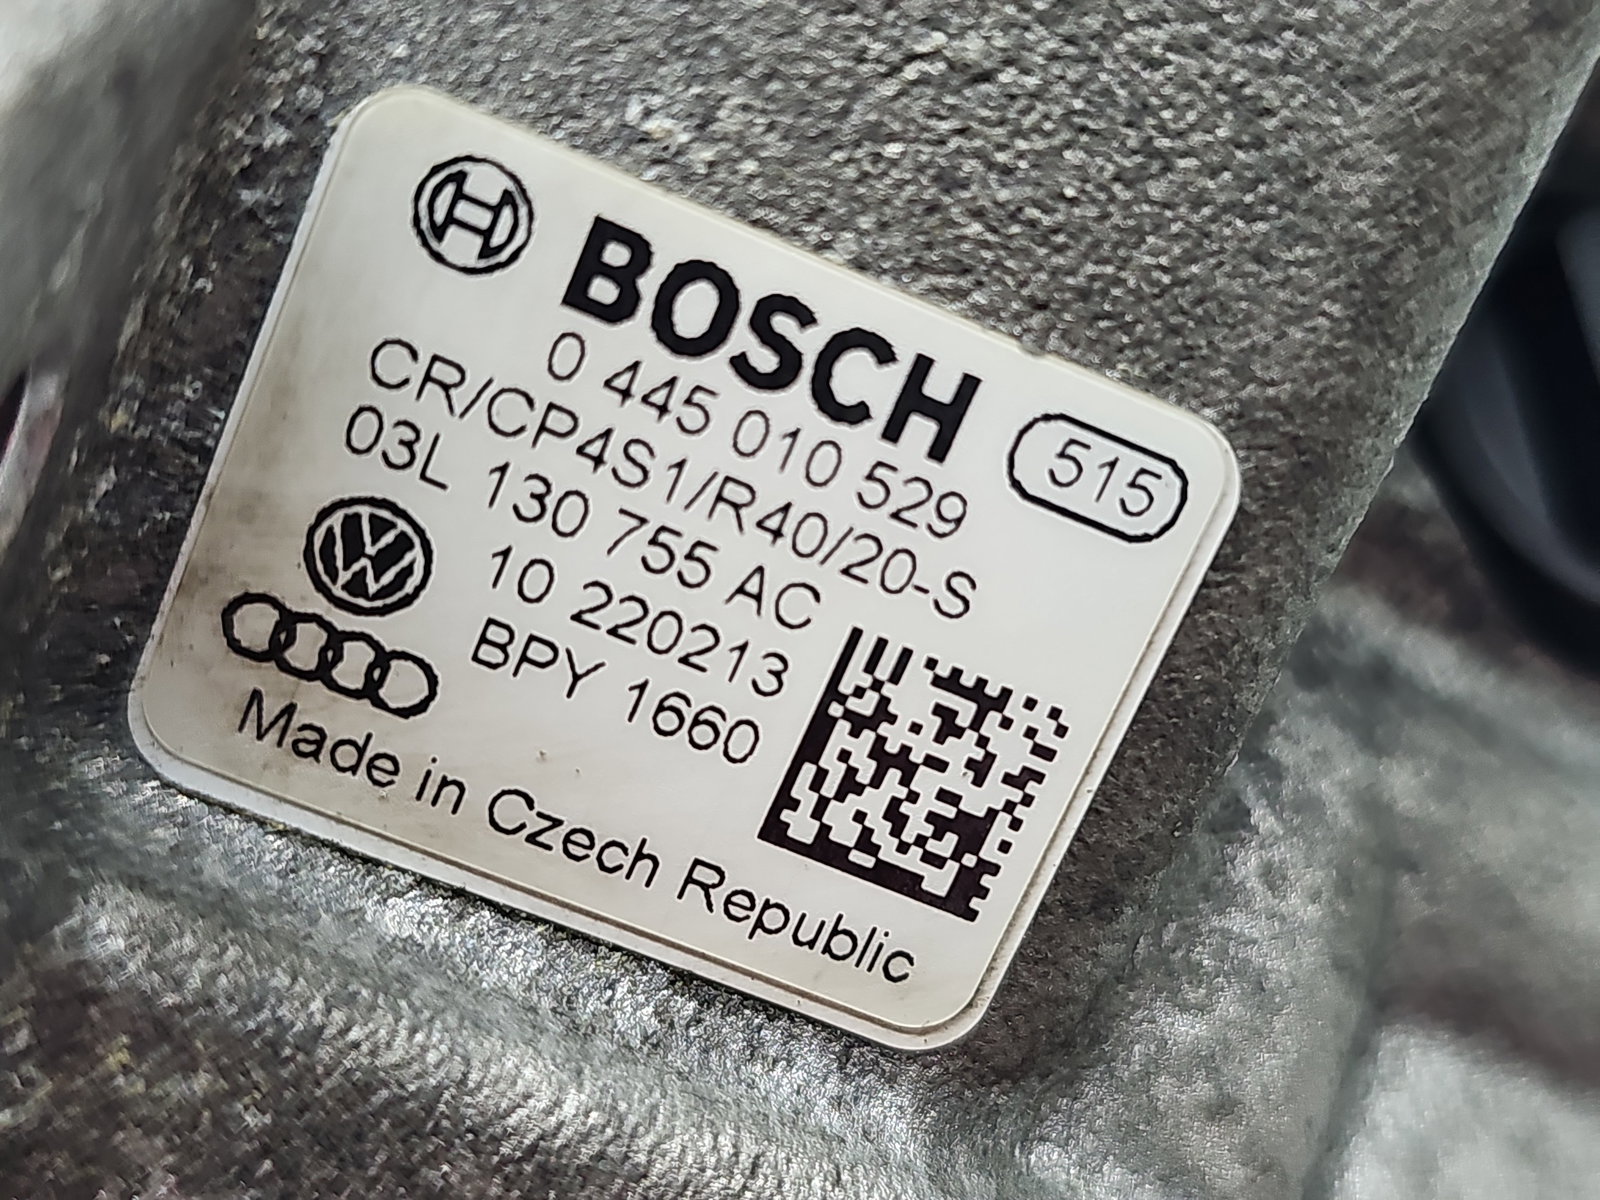 BOSCH
0 445 010 529
515
CR/CP4S1/R40/20-S
03L 130 755 AC
10 220213
BPY 1660
Made in Czech Republic